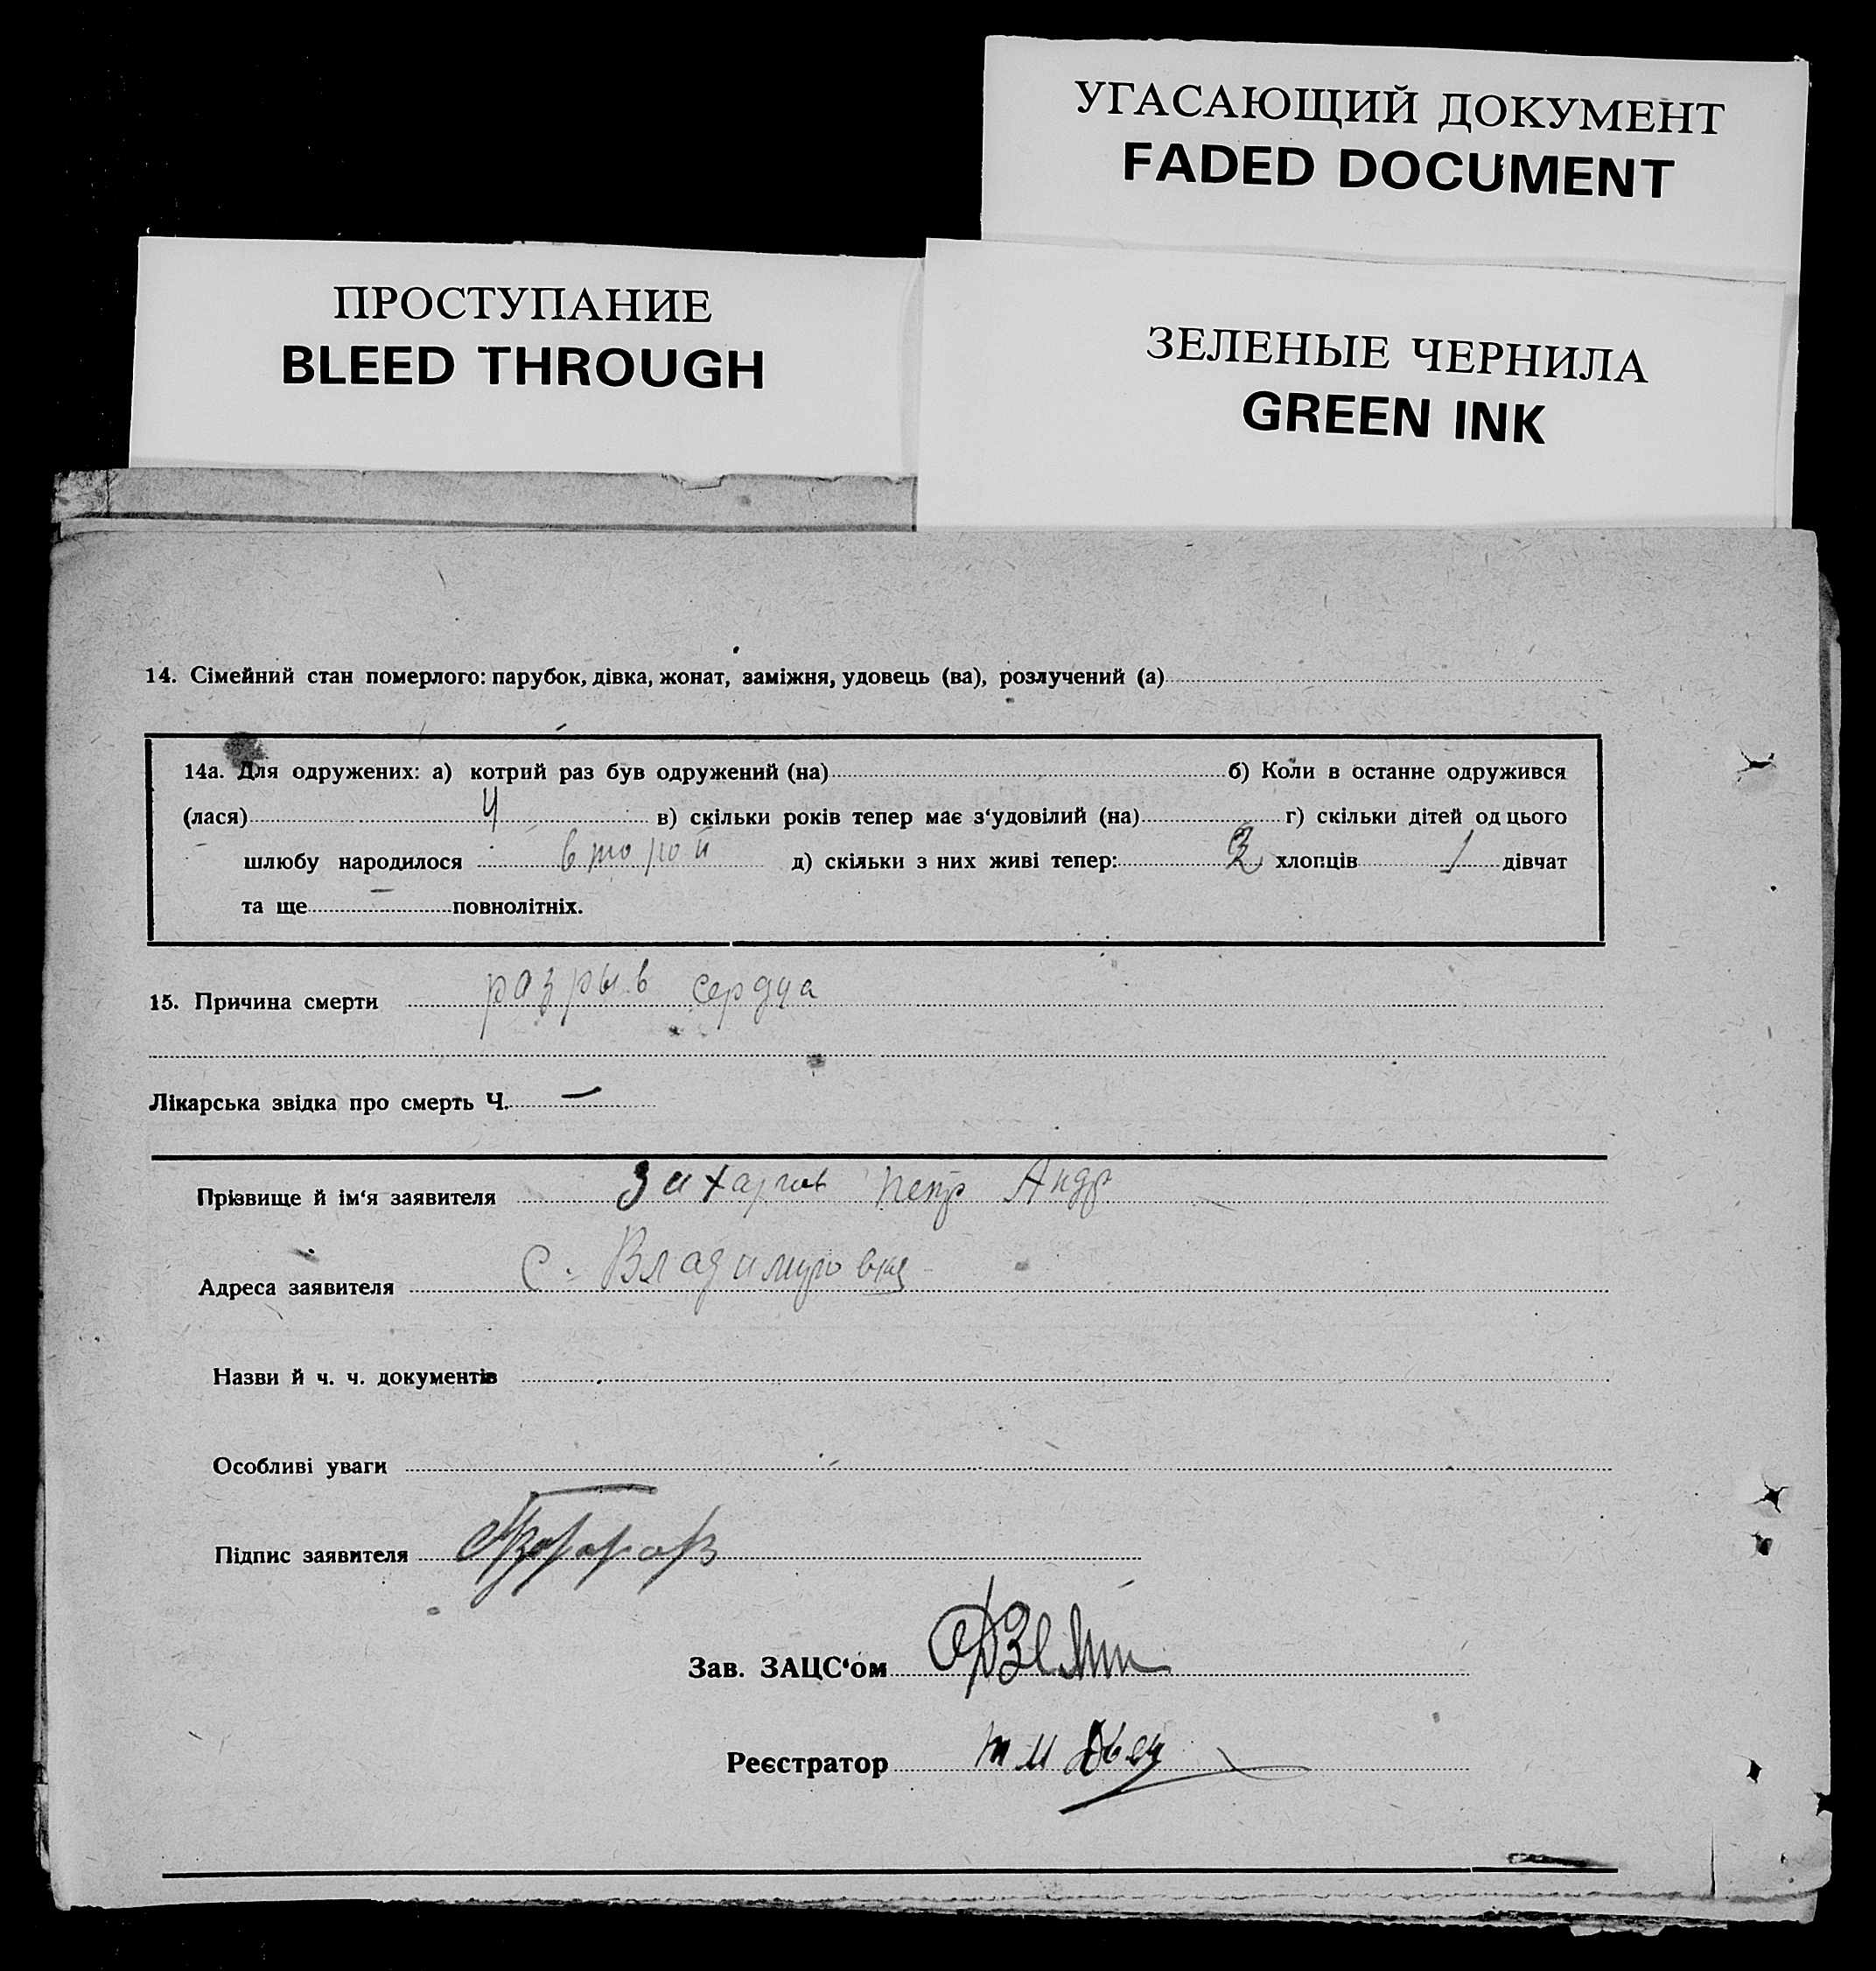 УГАСАЮЩИЙ ДОКУМЕНТ
FADED DOCUMENT
ПРОСТУПАНИЕ
BLEED THROUGH
ЗЕЛЕНЫЕ ЧЕРНИЛА
GREEN INK
14. Сімейний стан померлого: парубок, дівка, жонат, заміжня, удовець (ва), розлучений (а)
14а. Для одружених: а) котрий раз був одружений (на) б) Коли в останне одружився
(лася) 4 в) скільки років тепер має з‘удовілий (на) г) скільки дітей од цього
шлюбу народилося второй д) скільки з них живі тепер: 2 хлопців 1 дівчат
та ще — повнолітніх.
15. Причина смерти разрыв сердца
Лікарська звідка про смерть Ч. —
Прізвище й ім‘я заявителя Захаров Петр Андр
Адреса заявителя С. Владимировка
Назви й ч. ч. документів
Особливі уваги
Підпис заявителя
Зав. ЗАЦС‘ом
Реєстратор